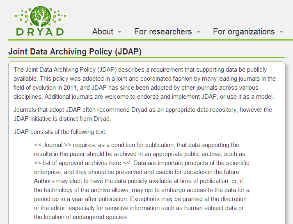 DRYAD
About ▾ For researchers ▾ For organizations ▾
Joint Data Archiving Policy (JDAP)
The Joint Data Archiving Policy (JDAP) describes a requirement that supporting data be publicly
available. This policy was adopted in a joint and coordinated fashion by many leading journals in the
field of evolution in 2011, and JDAP has since been adopted by other journals across various
disciplines. Additional journals are welcome to endorse and implement JDAP, or use it as a model.
Journals that adopt JDAP often recommend Dryad as an appropriate data repository, however the
JDAP initiative is distinct from Dryad.
JDAP consists of the following text:
<< Journal >> requires, as a condition for publication, that data supporting the
results in the paper should be archived in an appropriate public archive, such as
<< list of approved archives here <<. Data are important products of the scientific
enterprise, and they should be preserved and usable for decades in the future.
Authors may elect to have the data publicly available at time of publication, or, if
the technology of the archive allows, may opt to embargo access to the data for a
period up to a year after publication. Exceptions may be granted at the discretion
of the editor, especially for sensitive information such as human subject data or
the location of endangered species.